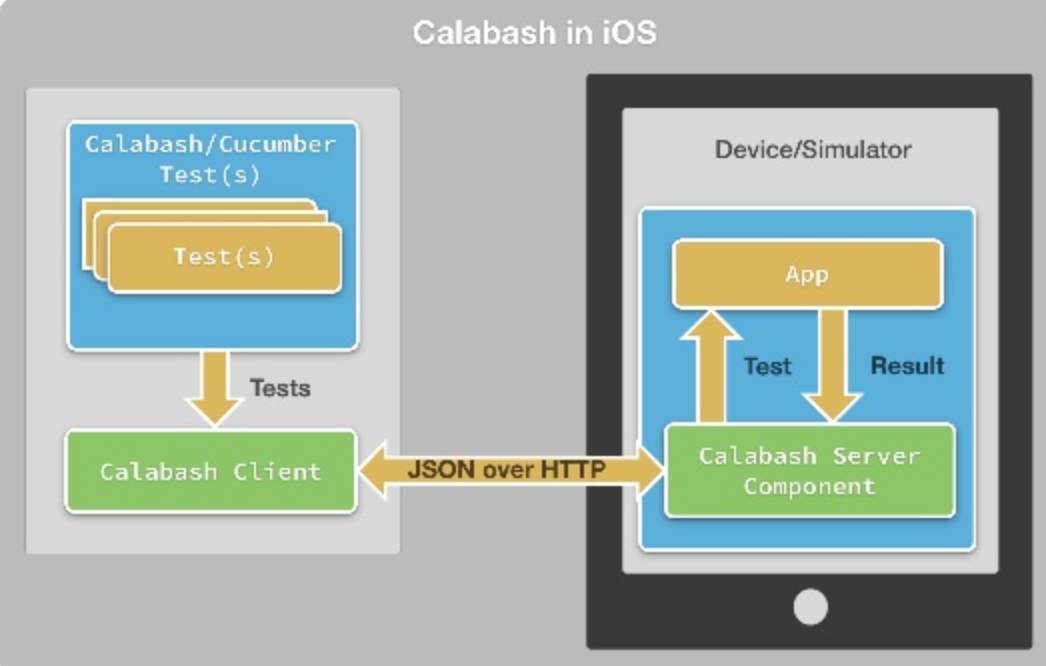 Calabash in iOS
Calabash/Cucumber
Test(s)
Test(s)
Tests
Calabash Client
JSON over HTTP
Device/Simulator
App
Test
Result
Calabash Server
Component